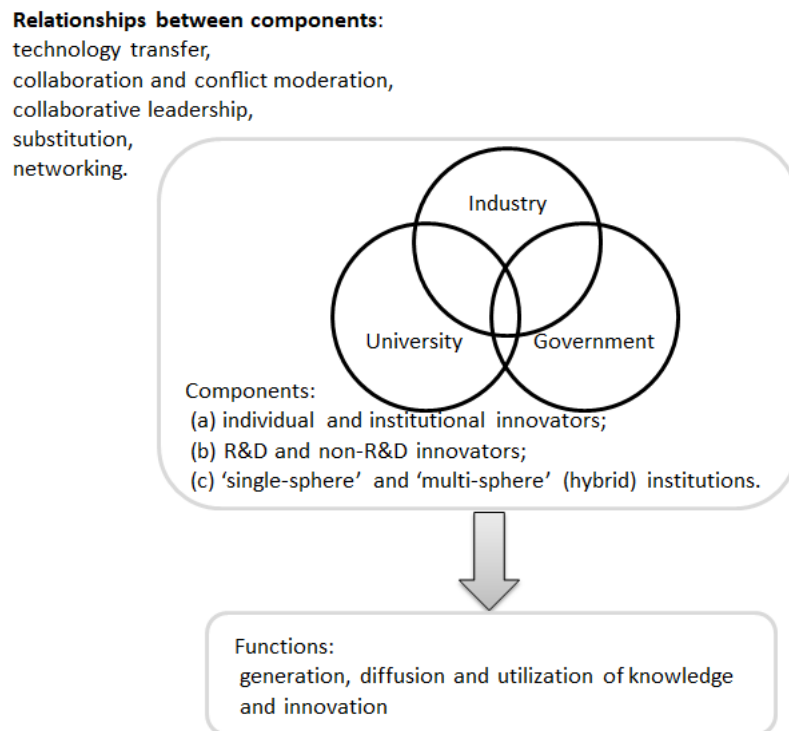 Relationships between components:
technology transfer,
collaboration and conflict moderation,
collaborative leadership,
substitution,
networking.
Industry
University
Government
Components:
(a) individual and institutional innovators;
(b) R&D and non-R&D innovators;
(c) ‘single-sphere’ and ‘multi-sphere’ (hybrid) institutions.
Functions:
generation, diffusion and utilization of knowledge
and innovation